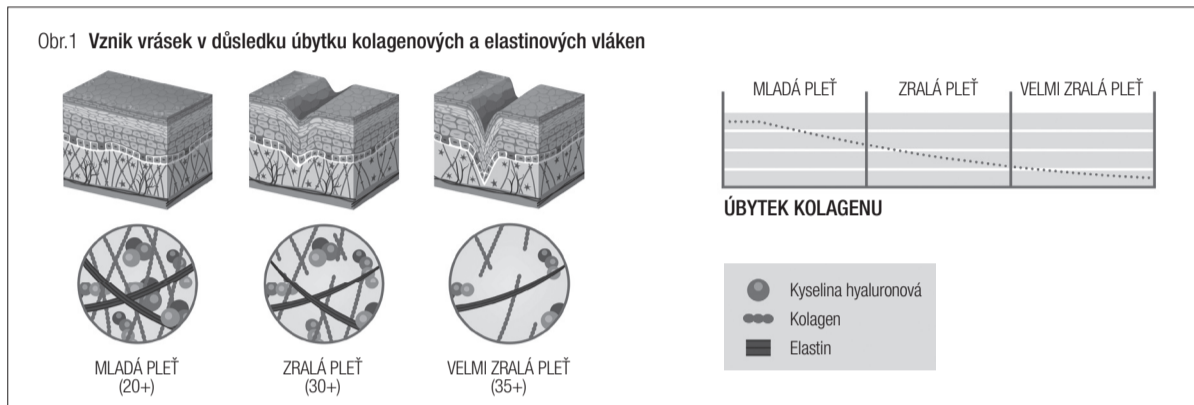 Obr.1 Vznik vrásek v důsledku úbytku kolagenových a elastinových vláken
MLADÁ PLEŤ
(20+)
ZRALÁ PLEŤ
(30+)
VELMI ZRALÁ PLEŤ
(35+)
MLADÁ PLEŤ
ZRALÁ PLEŤ
VELMI ZRALÁ PLEŤ
ÚBYTEK KOLAGENU
Kyselina hyaluronová
Kolagen
Elastin